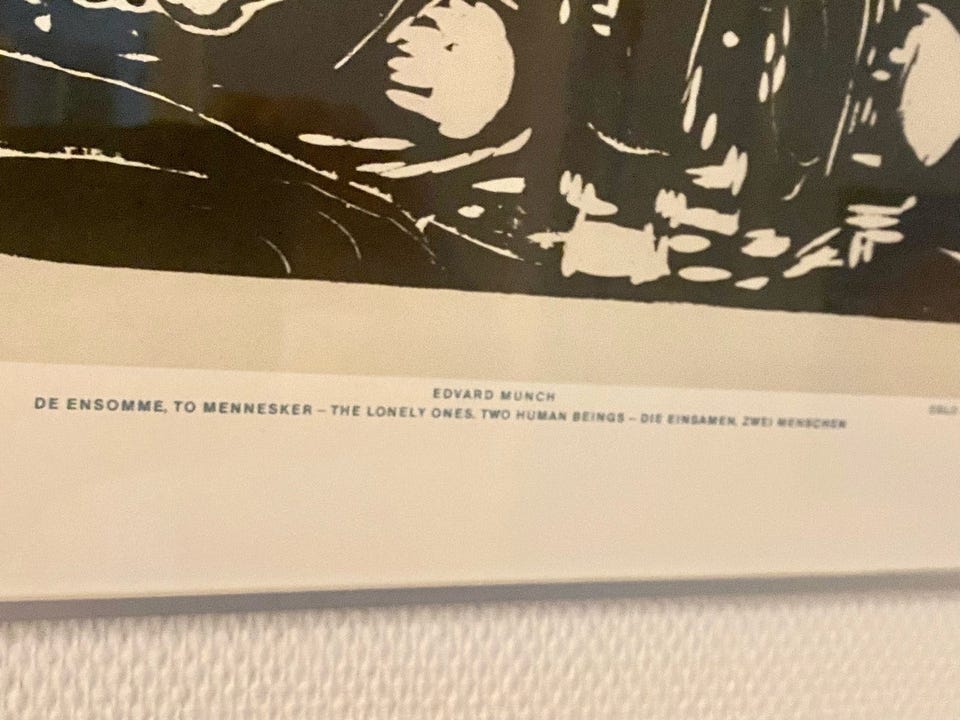 EDVARD MUNCH
DE ENSOMME, TO MENNESKER – THE LONELY ONES, TWO HUMAN BEINGS – DIE EINSAMEN, ZWEI MENSCHEN